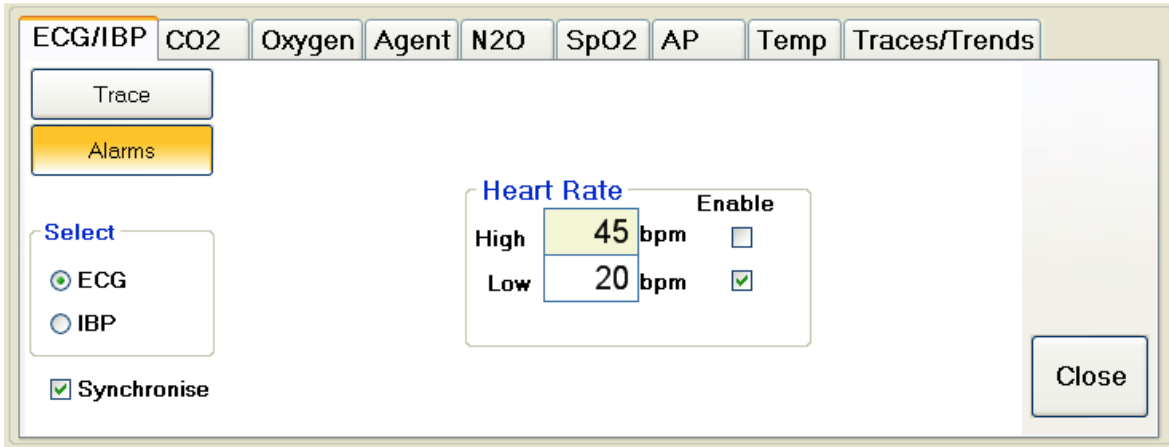 ECG/IBP CO2 Oxygen Agent N2O SpO2 AP Temp Traces/Trends
Trace
Alarms
Select
ECG
IBP
Synchronise
Heart Rate
Enable
High 45 bpm
Low 20 bpm
Close